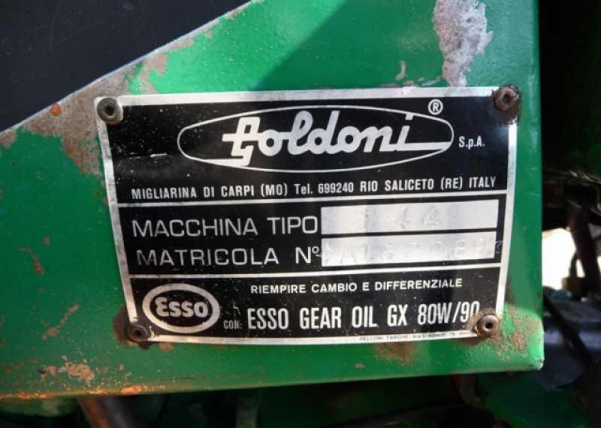 Goldoni ® S.p.A.
MIGLIARINA DI CARPI (MO) Tel. 699240 RIO SALICETO (RE) ITALY
MACCHINA TIPO
MATRICOLA N°
RIEMPIRE CAMBIO E DIFFERENZIALE
Esso CON: ESSO GEAR OIL GX 80W/90